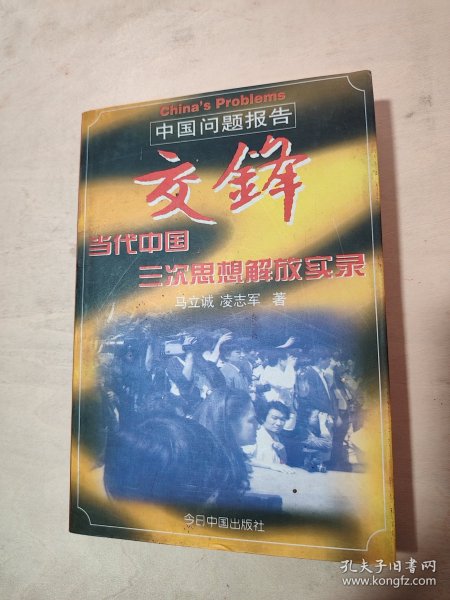 China's Problems
中国问题报告
交鋒
当代中国
三次思想解放实录
马立诚 凌志军 著
今日中国出版社
孔夫子旧书网
www.kongfz.com